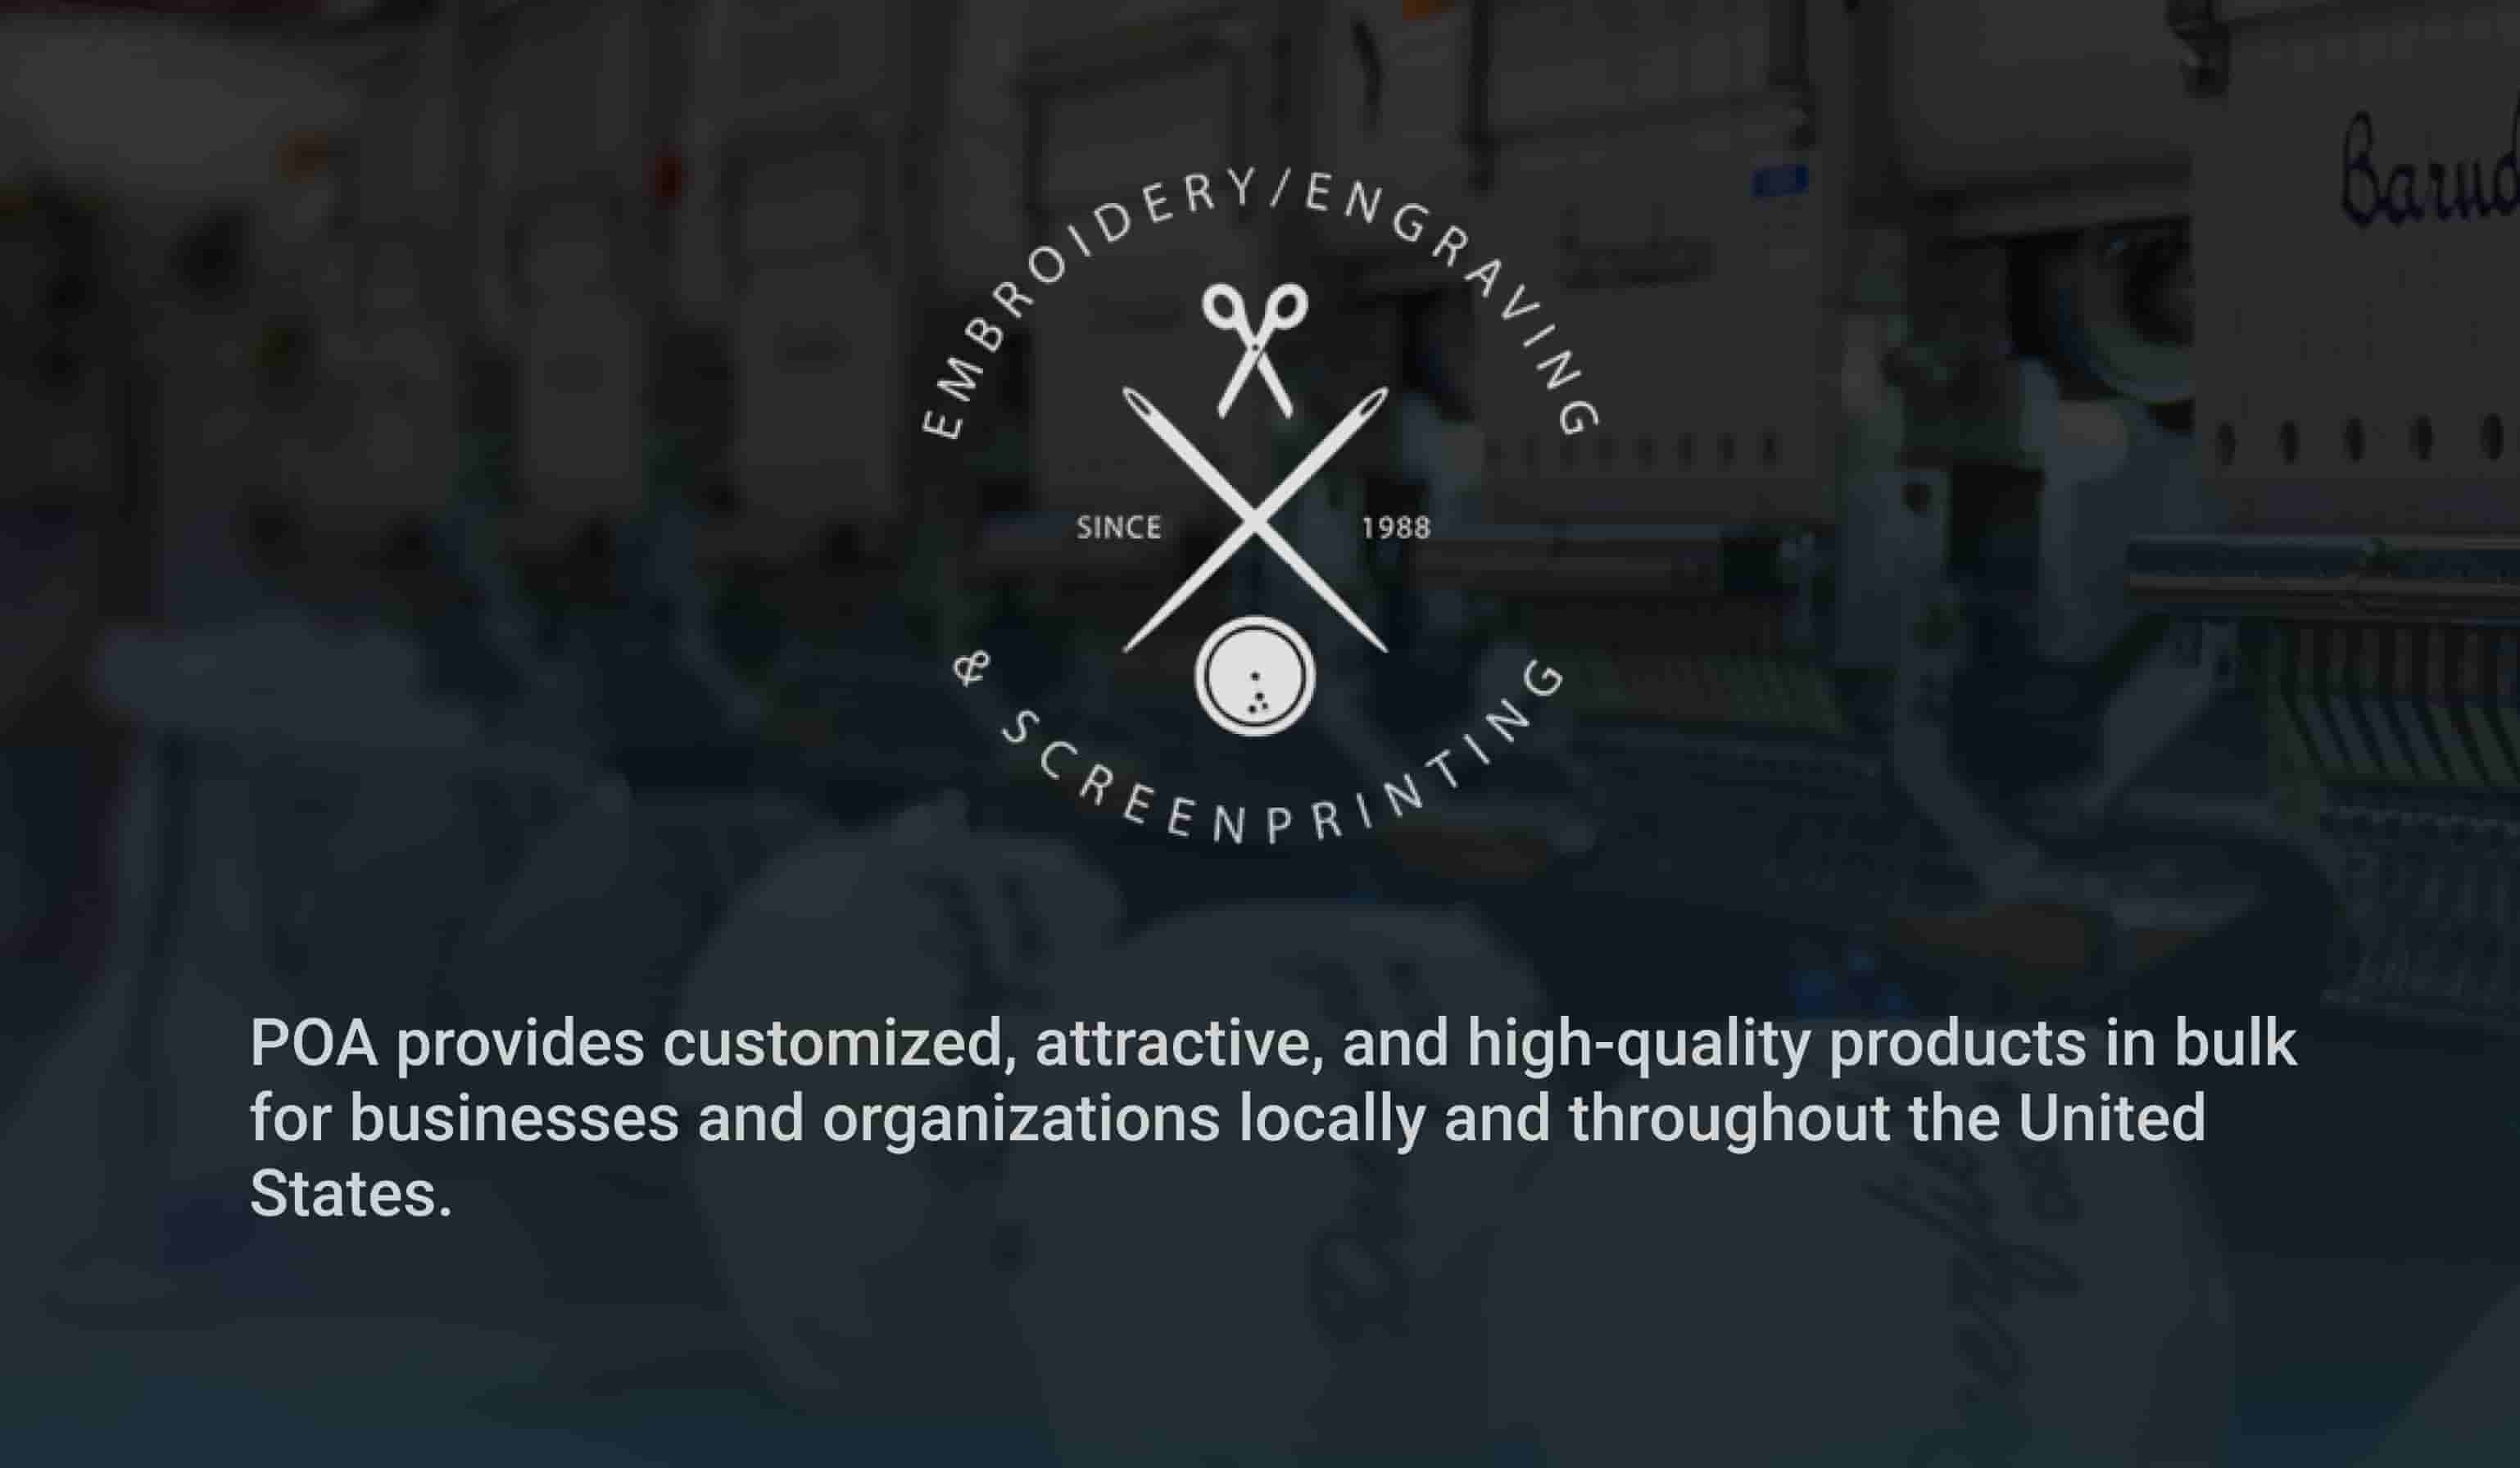 EMBROIDERY/ENGRAVING
SINCE 1988
& SCREENPRINTING
POA provides customized, attractive, and high-quality products in bulk
for businesses and organizations locally and throughout the United
States.